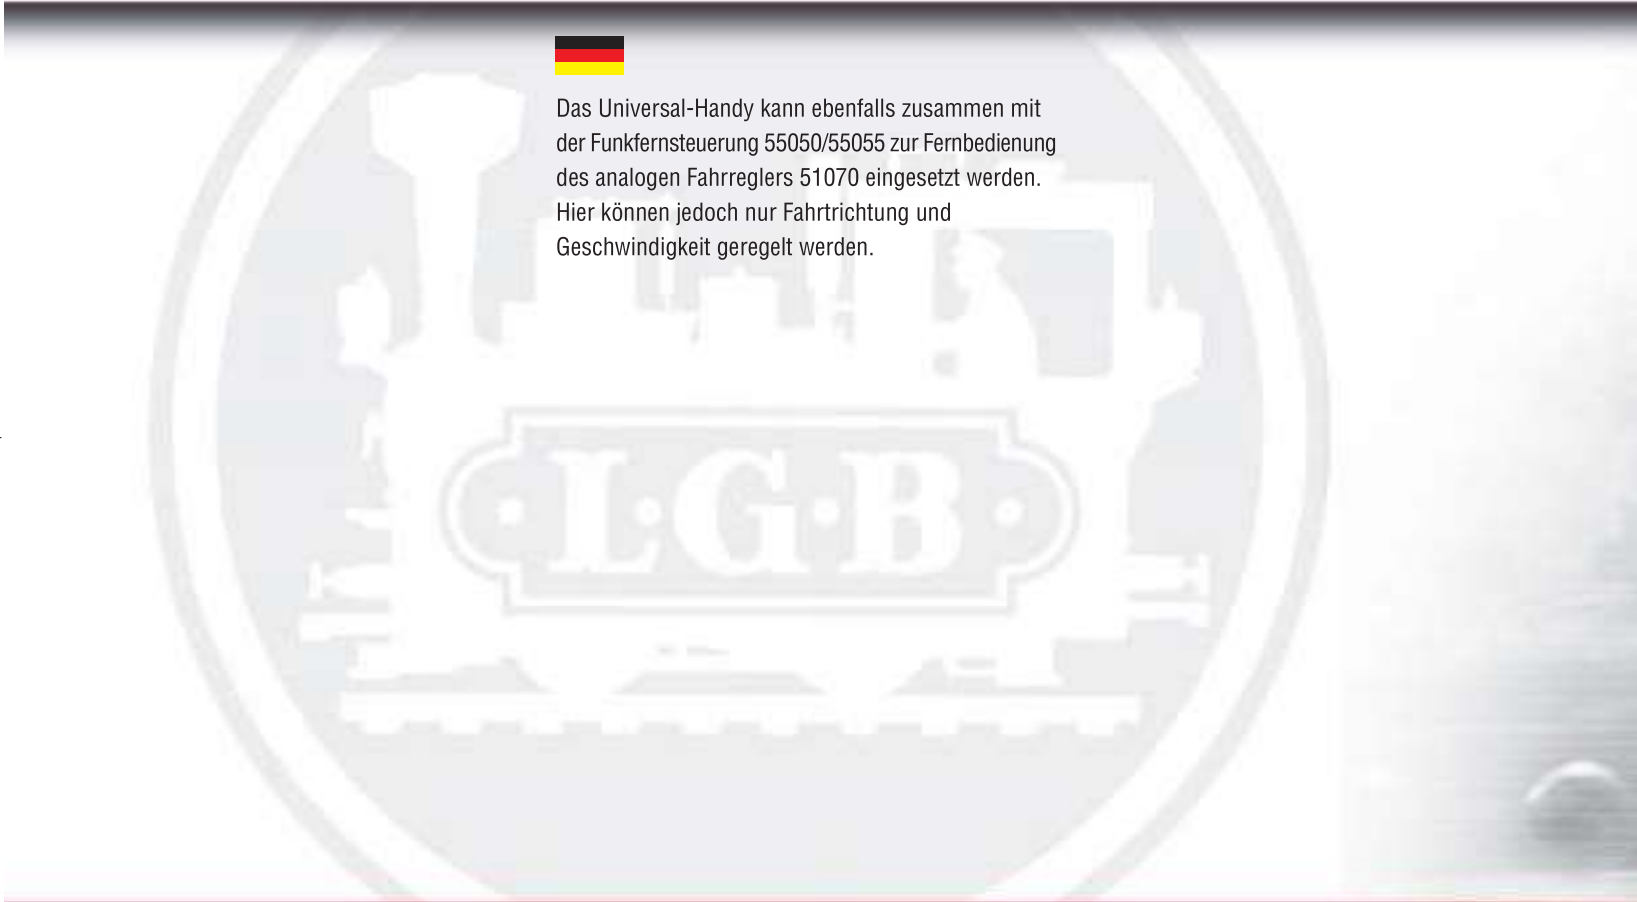 Das Universal-Handy kann ebenfalls zusammen mit
der Funkfernsteuerung 55050/55055 zur Fernbedienung
des analogen Fahrreglers 51070 eingesetzt werden.
Hier können jedoch nur Fahrtrichtung und
Geschwindigkeit geregelt werden.
·L·G·B·